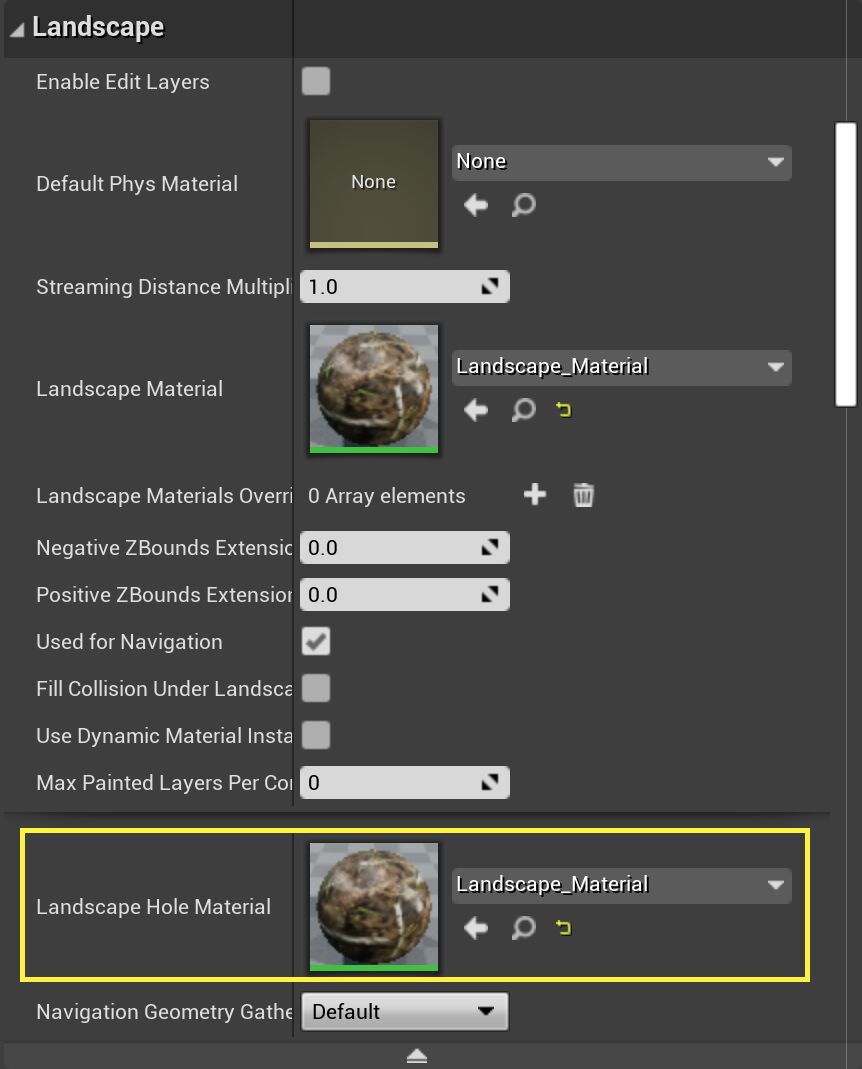 Landscape
Enable Edit Layers
Default Phys Material
None
None
Streaming Distance Multipli
1.0
Landscape Material
Landscape_Material
Landscape Materials Overri
0 Array elements
Negative ZBounds Extensio
0.0
Positive ZBounds Extension
0.0
Used for Navigation
Fill Collision Under Landsca
Use Dynamic Material Insta
Max Painted Layers Per Con
0
Landscape Hole Material
Landscape_Material
Navigation Geometry Gathe
Default